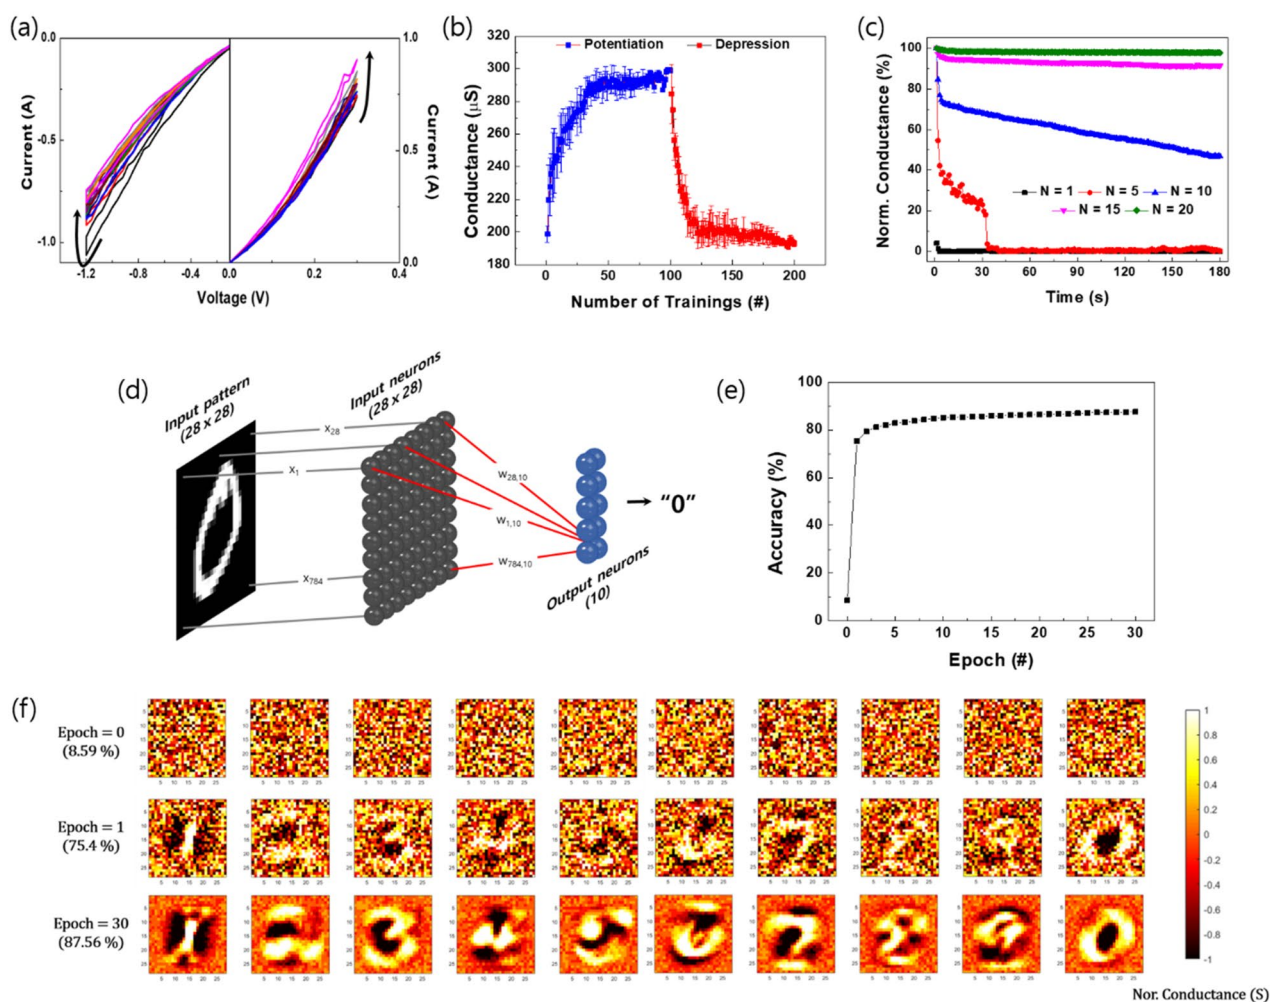 (a)
0.0
-0.5
-1.0
Current (A)
1.0
0.5
0.0
Current (A)
-1.2 -0.8 -0.4 0.0 0.2 0.4
Voltage (V)
(b)
Potentiation Depression
320
300
280
260
240
220
200
180
Conductance (μS)
0 50 100 150 200
Number of Trainings (#)
(c)
100
80
60
40
20
0
Norm. Conductance (%)
N = 1 N = 5 N = 10
N = 15 N = 20
0 30 60 90 120 150 180
Time (s)
(d)
Input pattern
(28 x 28)
Input neurons
(28 x 28)
x28
x1
x784
w28,10
w1,10
w784,10
"0"
Output neurons
(10)
(e)
100
80
60
40
20
0
Accuracy (%)
0 5 10 15 20 25 30
Epoch (#)
(f)
Epoch = 0
(8.59 %)
Epoch = 1
(75.4 %)
Epoch = 30
(87.56 %)
5 10 15 20 25
1
0.8
0.6
0.4
0.2
0
-0.2
-0.4
-0.6
-0.8
-1
Nor. Conductance (S)